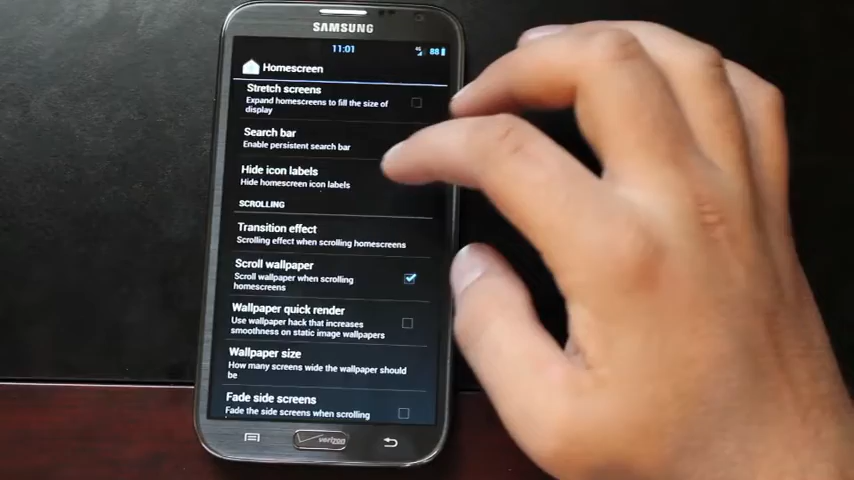 SAMSUNG
11:01
4G
88
Homescreen
Stretch screens
Expand homescreens to fill the size of
display
Search bar
Enable persistent search bar
Hide icon labels
Hide homescreen icon labels
SCROLLING
Transition effect
Scrolling effect when scrolling homescreens
Scroll wallpaper
Scroll wallpaper when scrolling
homescreens
Wallpaper quick render
Use wallpaper hack that increases
smoothness on static image wallpapers
Wallpaper size
How many screens wide the wallpaper should
be
Fade side screens
Fade the side screens when scrolling
verizon